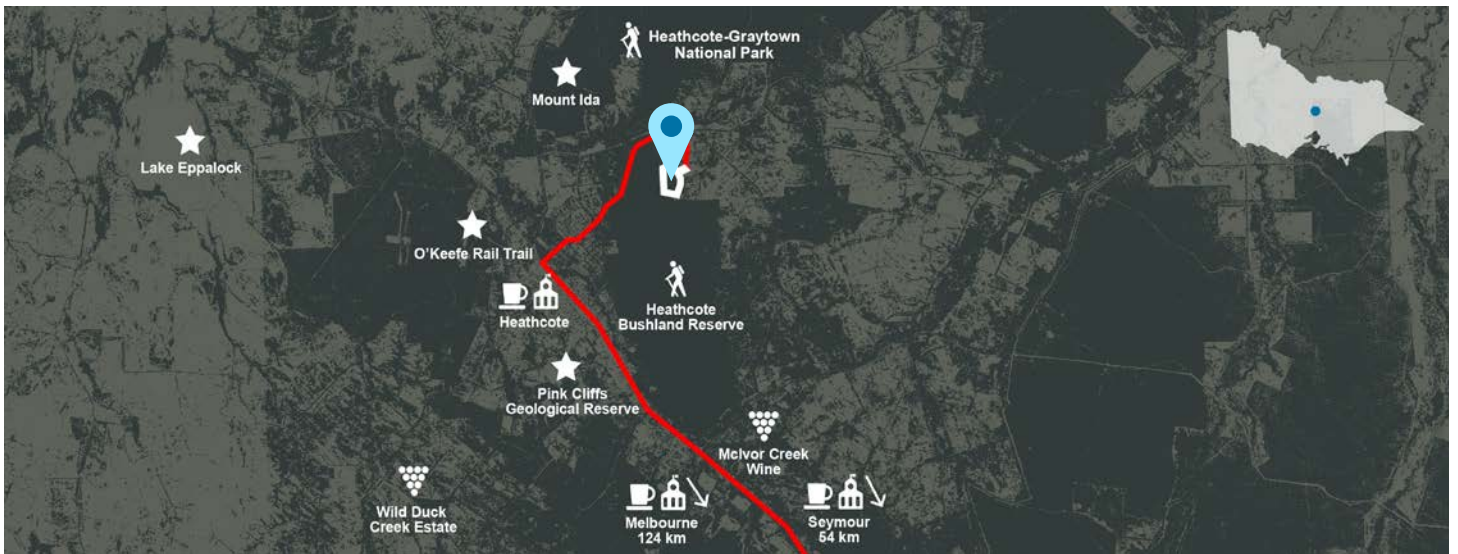 Heathcote-Graytown
National Park
Mount Ida
Lake Eppalock
O'Keefe Rail Trail
Heathcote
Heathcote
Bushland Reserve
Pink Cliffs
Geological Reserve
McIvor Creek
Wine
Wild Duck
Creek Estate
Melbourne
124 km
Seymour
54 km